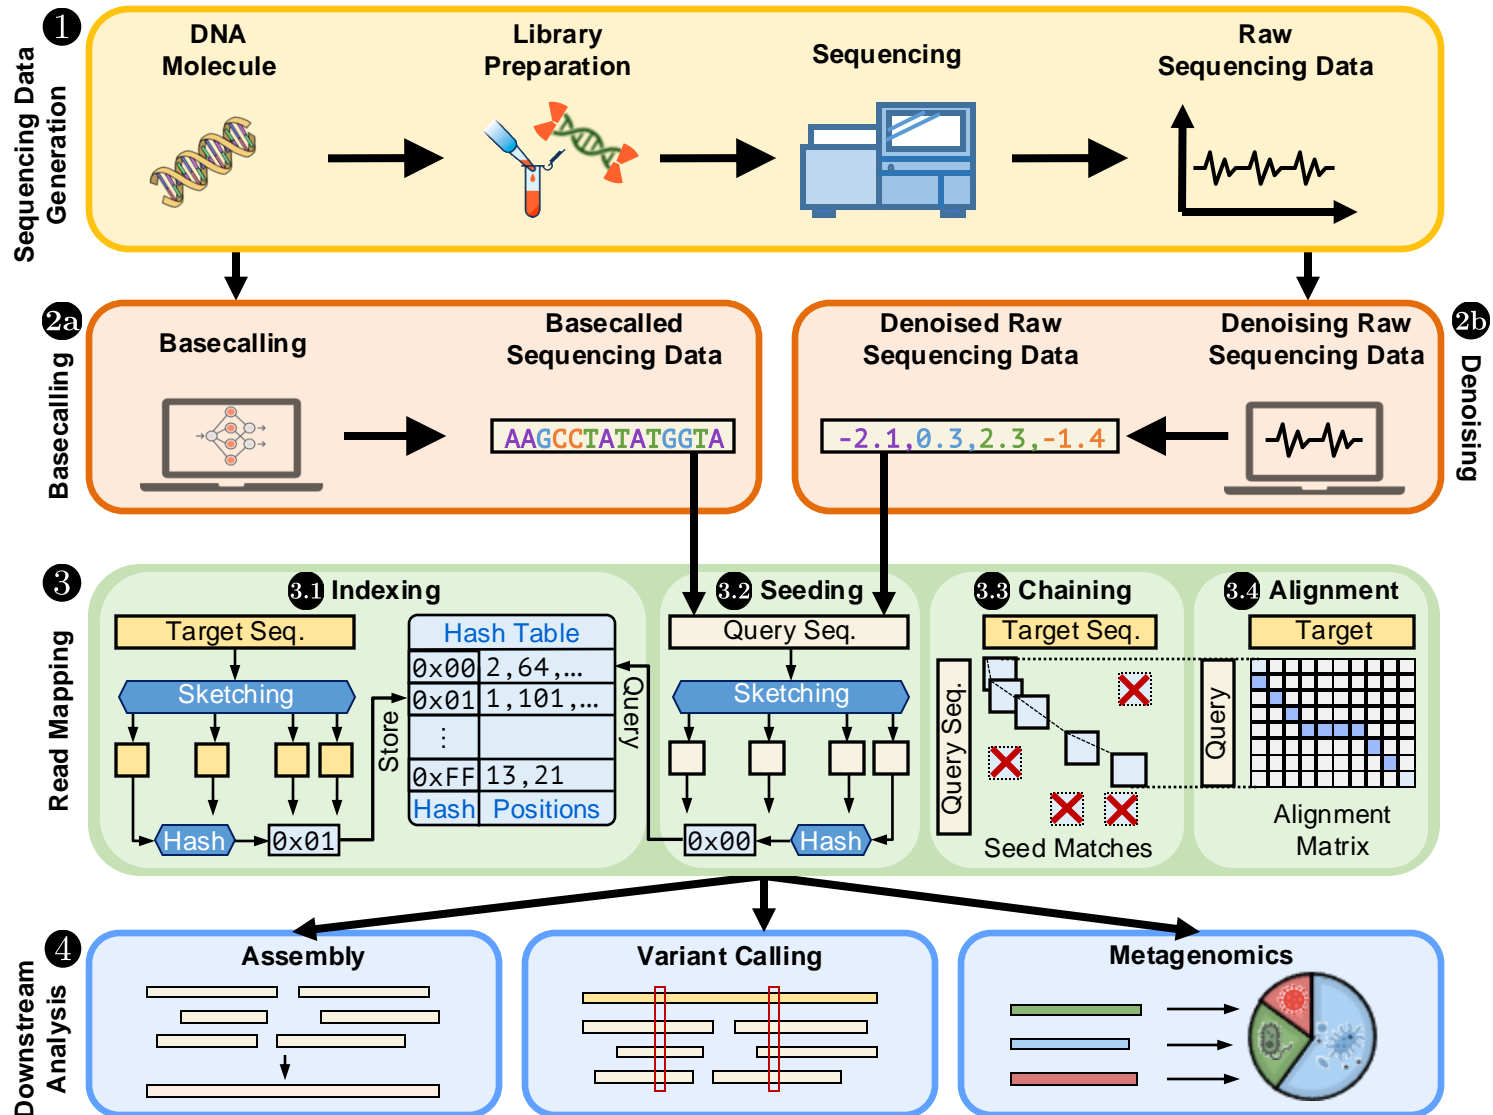 1
Sequencing Data
Generation
DNA
Molecule
Library
Preparation
Sequencing
Raw
Sequencing Data
2a
Basecalling
Basecalling
Basecalled
Sequencing Data
AAGCCTATATGGTA
Denoised Raw
Sequencing Data
-2.1,0.3,2.3,-1.4
Denoising Raw
Sequencing Data
2b
Denoising
3
Read Mapping
3.1 Indexing
Target Seq.
Sketching
Hash
0x01
Store
Hash Table
0x00 2,64,...
0x01 1,101,...
⋮
0xFF 13,21
Hash Positions
Query
3.2 Seeding
Query Seq.
Sketching
0x00
Hash
3.3 Chaining
Target Seq.
Query Seq.
Seed Matches
3.4 Alignment
Target
Query
Alignment
Matrix
4
Downstream
Analysis
Assembly
Variant Calling
Metagenomics